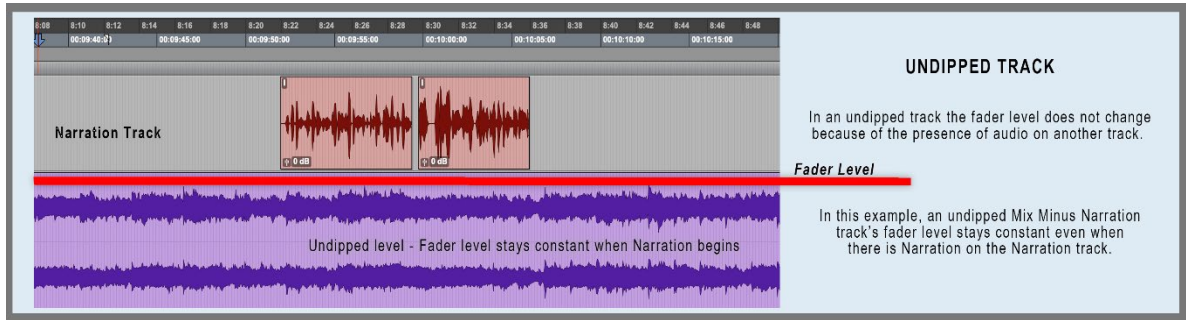 8:08 8:10 8:12 8:14 8:16 8:18 8:20 8:22 8:24 8:26 8:28 8:30 8:32 8:34 8:36 8:38 8:40 8:42 8:44 8:46 8:48
00:09:45:00 00:09:50:00 00:09:55:00 00:10:00:00 00:10:05:00 00:10:10:00 00:10:15:00
UNDIPPED TRACK
In an undipped track the fader level does not change
because of the presence of audio on another track.
Narration Track
0 dB
0 dB
Fader Level
In this example, an undipped Mix Minus Narration
track's fader level stays constant even when
there is Narration on the Narration track.
Undipped level - Fader level stays constant when Narration begins